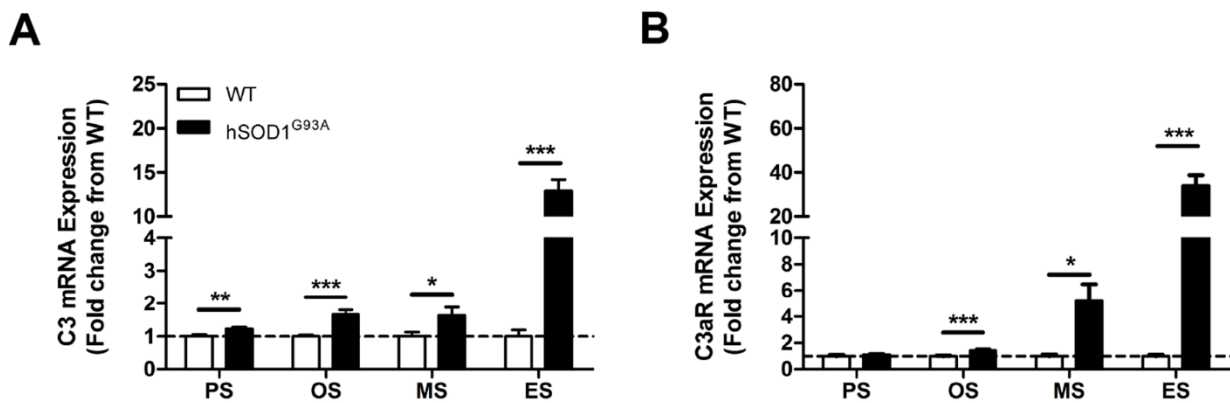 A
C3 mRNA Expression
(Fold change from WT)
25
20
15
10
4
3
2
1
0
WT
hSOD1G93A
**
***
*
***
PS
OS
MS
ES
B
C3aR mRNA Expression
(Fold change from WT)
80
60
40
20
10
8
6
4
2
0
***
*
***
PS
OS
MS
ES